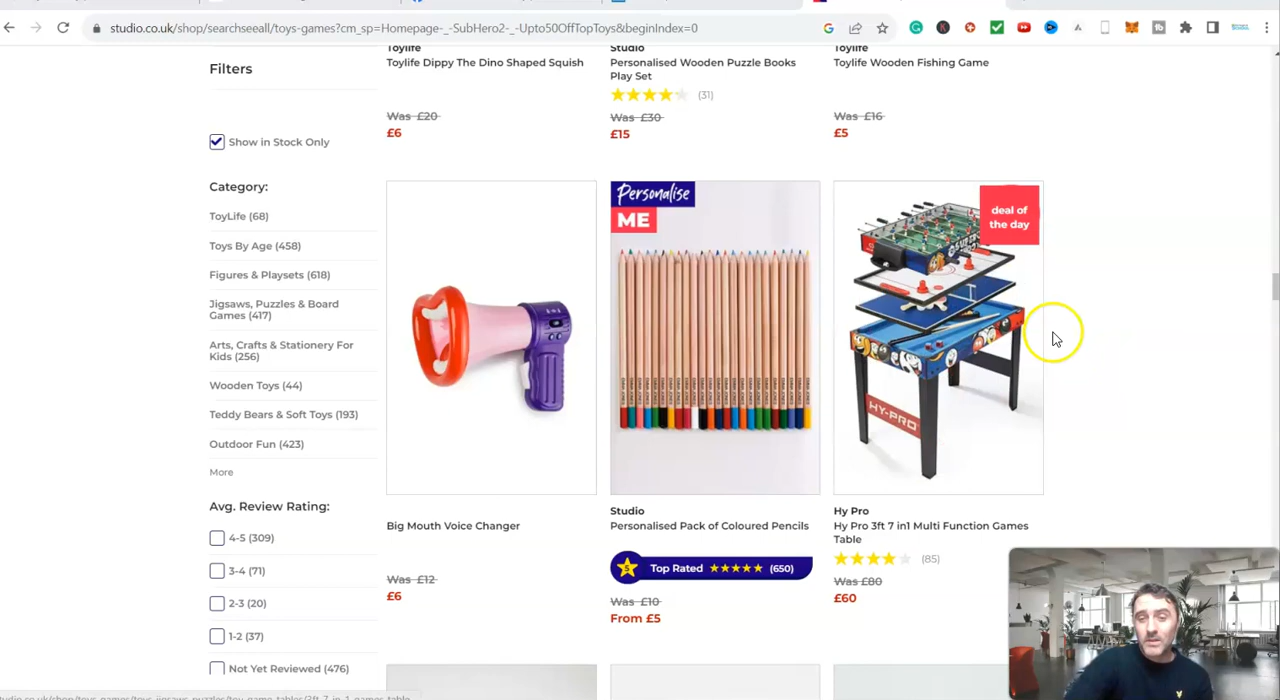 studio.co.uk/shop/searchseeall/toys-games?cm_sp=Homepage-_-SubHero2-_-Upto50OffTopToys&beginIndex=0
Filters
Show in Stock Only
Category:
ToyLife (68)
Toys By Age (458)
Figures & Playsets (618)
Jigsaws, Puzzles & Board
Games (417)
Arts, Crafts & Stationery For
Kids (256)
Wooden Toys (44)
Teddy Bears & Soft Toys (193)
Outdoor Fun (423)
More
Avg. Review Rating:
4-5 (309)
3-4 (71)
2-3 (20)
1-2 (37)
Not Yet Reviewed (476)
Toylife
Toylife Dippy The Dino Shaped Squish
Was £20
£6
Studio
Personalised Wooden Puzzle Books
Play Set
(31)
Was £30
£15
Toylife
Toylife Wooden Fishing Game
Was £16
£5
Big Mouth Voice Changer
Was £12
£6
Personalise
ME
Studio
Personalised Pack of Coloured Pencils
5
Top Rated (650)
Was £10
From £5
deal of
the day
HY-PRO
Hy Pro
Hy Pro 3ft 7 in1 Multi Function Games
Table
(85)
Was £80
£60